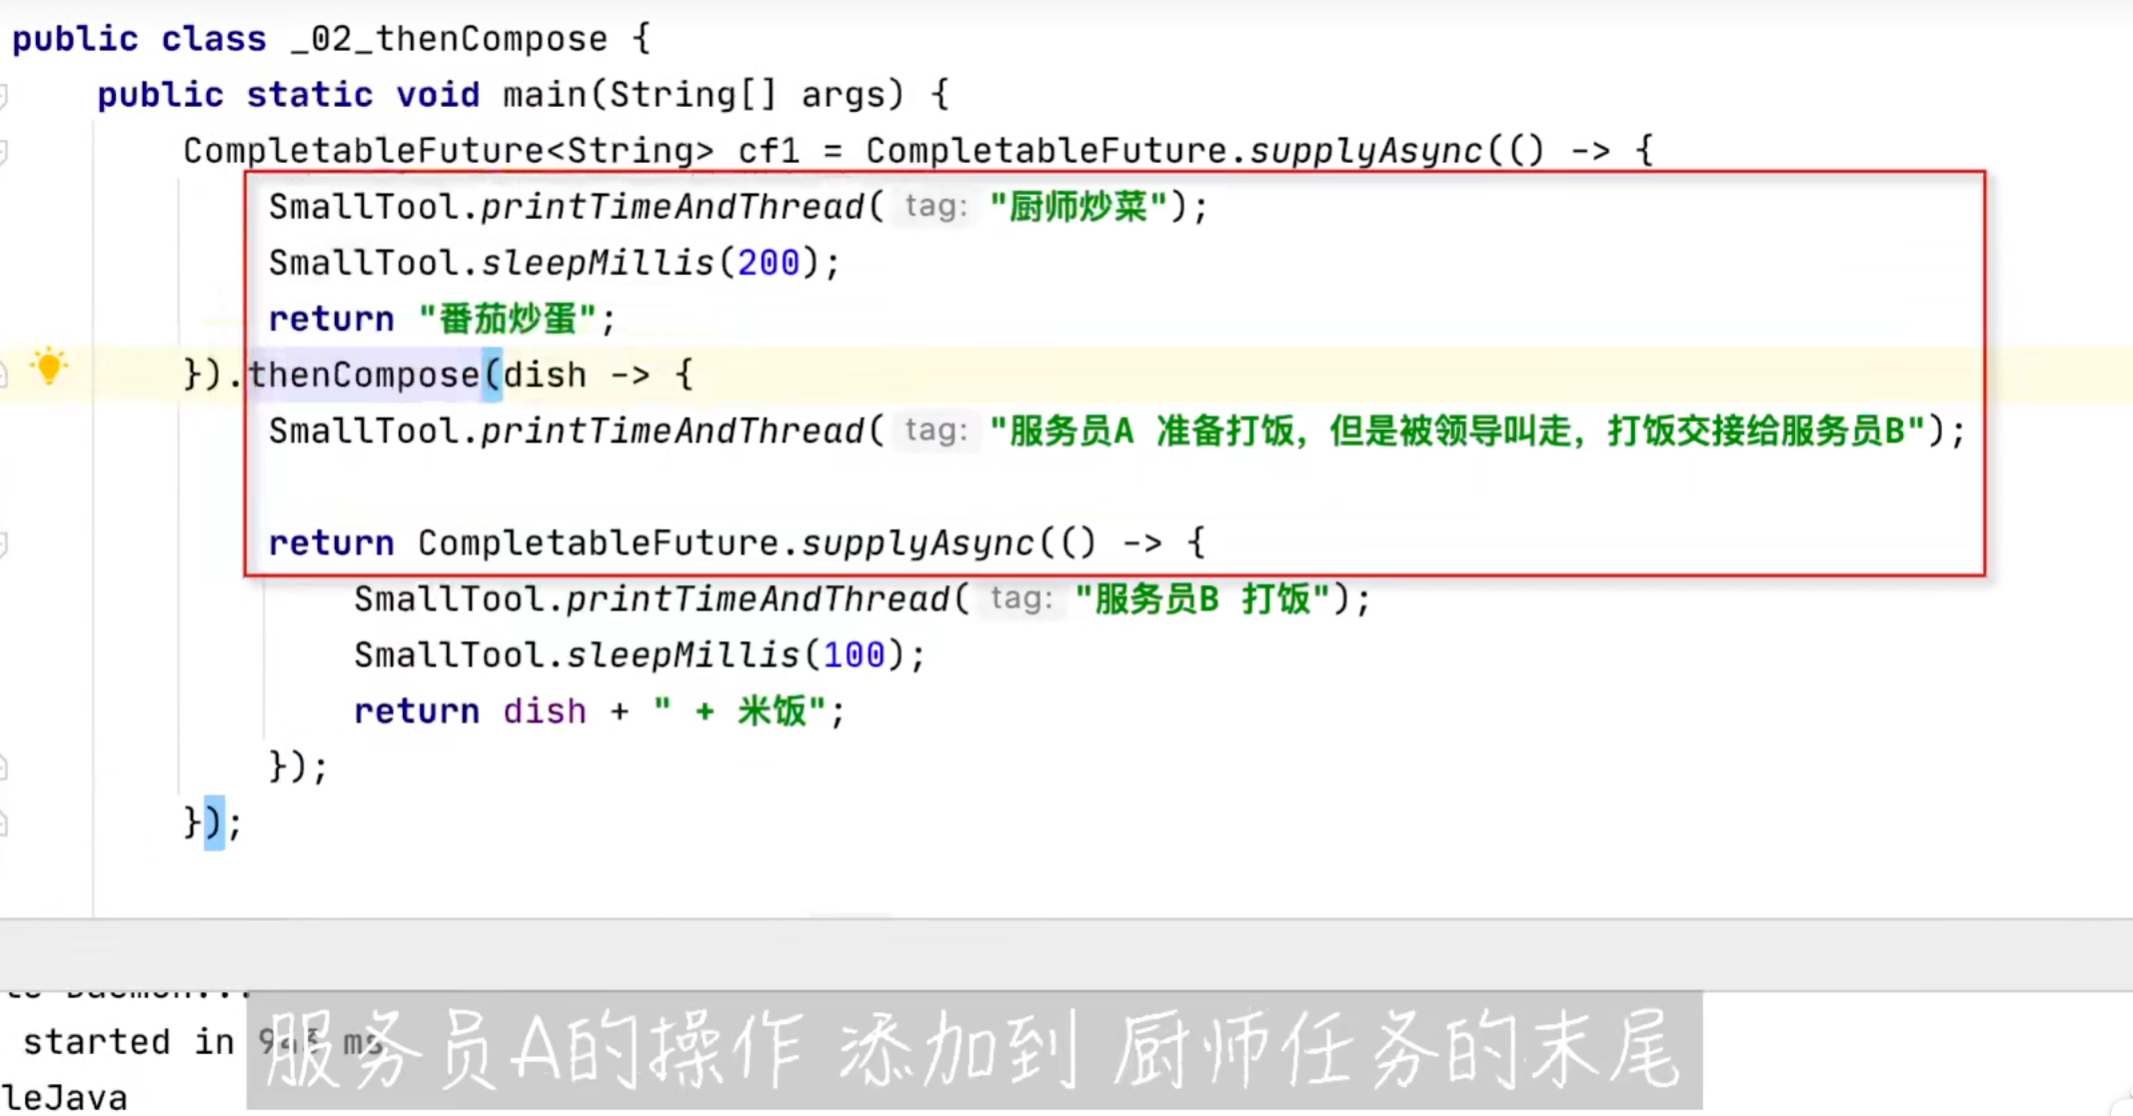 public class _02_thenCompose {
public static void main(String[] args) {
CompletableFuture<String> cf1 = CompletableFuture.supplyAsync(() -> {
SmallTool.printTimeAndThread( tag: "厨师炒菜");
SmallTool.sleepMillis(200);
return "番茄炒蛋";
}).thenCompose(dish -> {
SmallTool.printTimeAndThread( tag: "服务员A 准备打饭，但是被领导叫走，打饭交接给服务员B");
return CompletableFuture.supplyAsync(() -> {
SmallTool.printTimeAndThread( tag: "服务员B 打饭");
SmallTool.sleepMillis(100);
return dish + " + 米饭";
});
});
started in ms
服务员A的操作 添加到 厨师任务的末尾
leJava